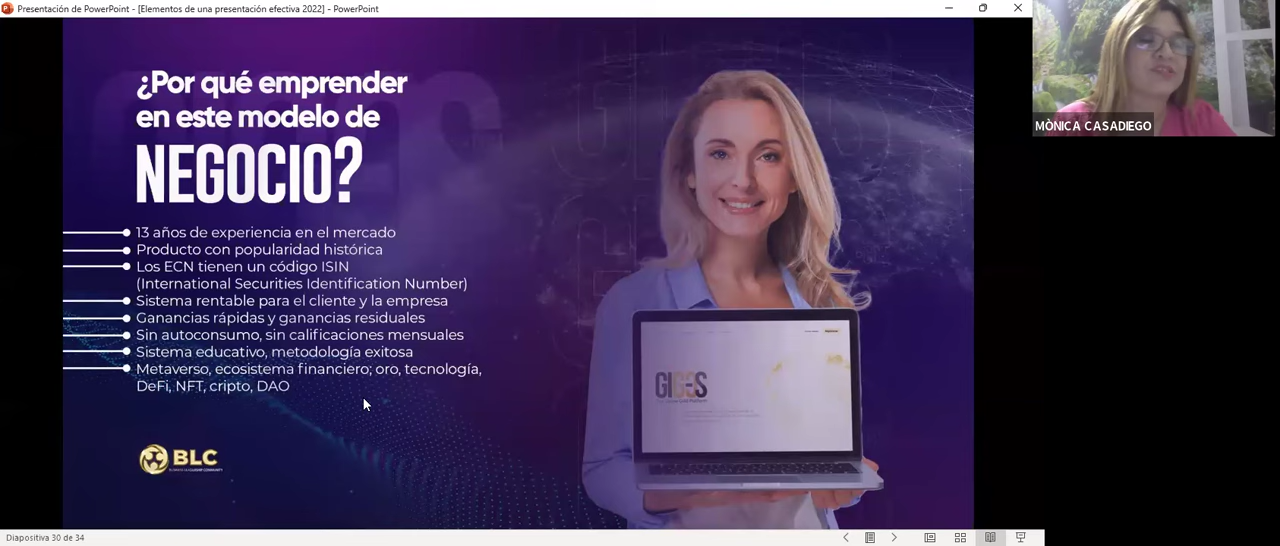 Presentación de PowerPoint - [Elementos de una presentación efectiva 2022] - PowerPoint
¿Por qué emprender
en este modelo de
NEGOCIO?
13 años de experiencia en el mercado
Producto con popularidad histórica
Los ECN tienen un código ISIN
(International Securities Identification Number)
Sistema rentable para el cliente y la empresa
Ganancias rápidas y ganancias residuales
Sin autoconsumo, sin calificaciones mensuales
Sistema educativo, metodología exitosa
Metaverso, ecosistema financiero; oro, tecnología,
DeFi, NFT, cripto, DAO
BLC
GIGOS
MÒNICA CASADIEGO
Diapositiva 30 de 34